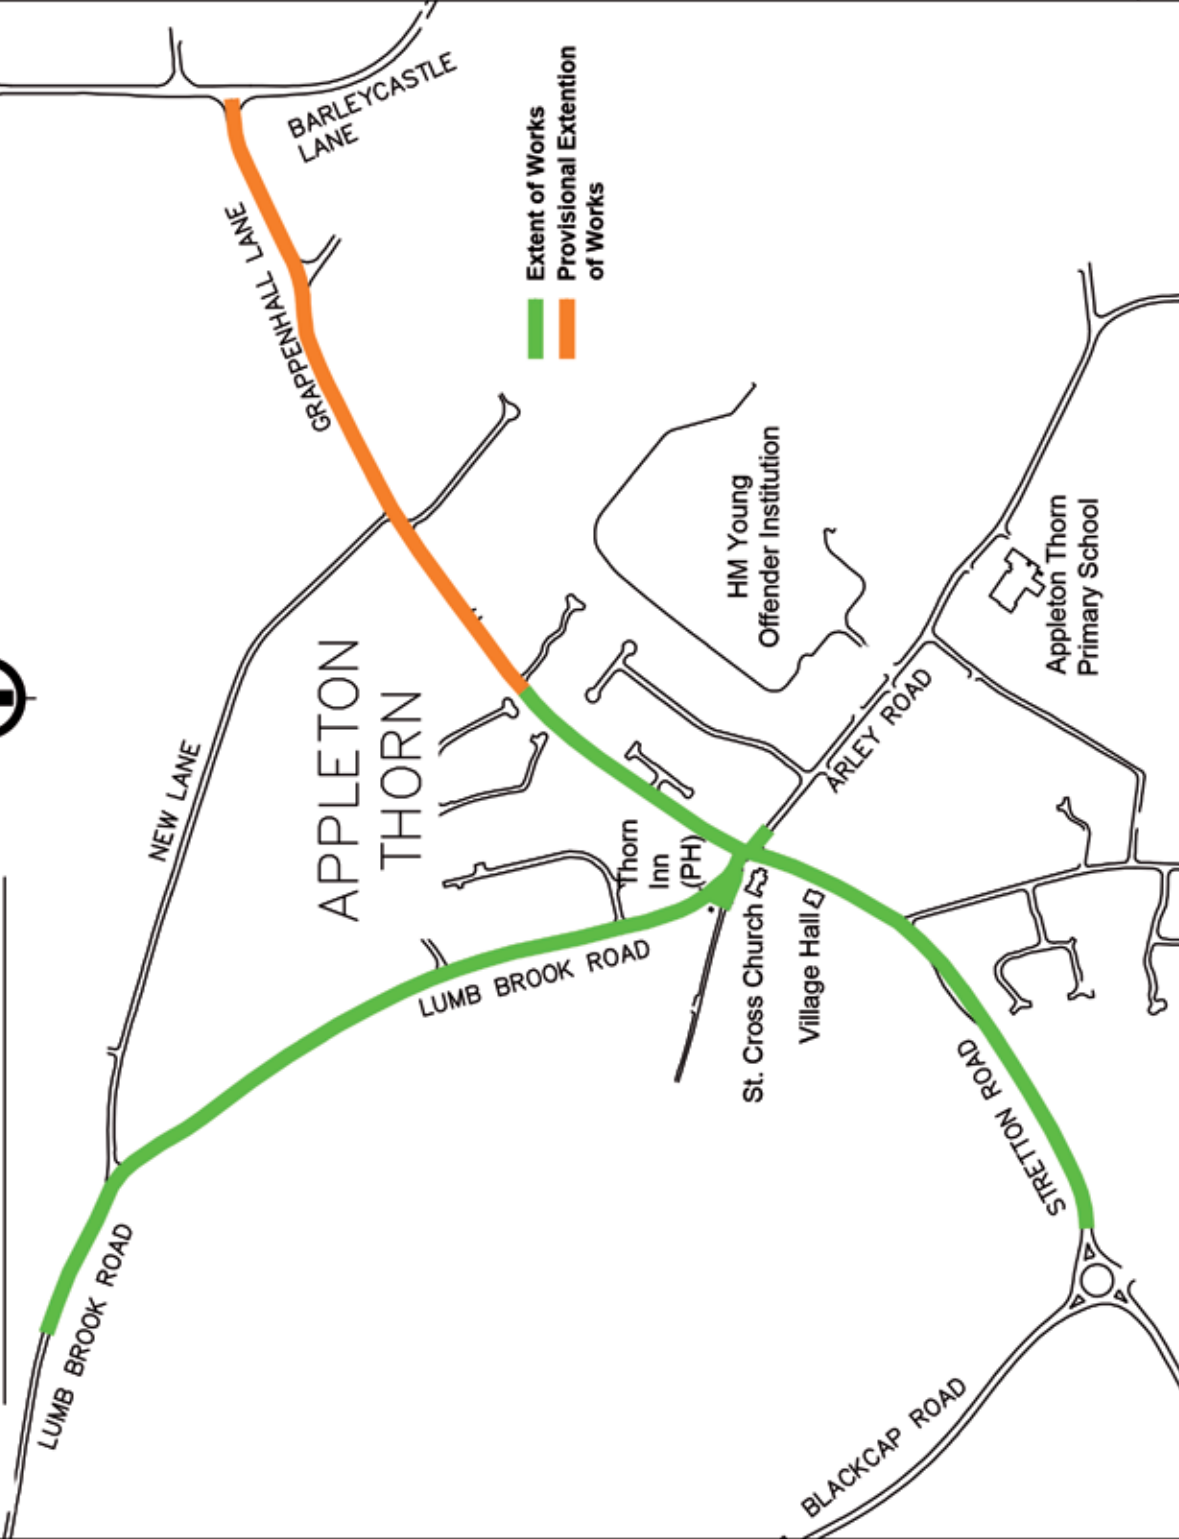 BARLEYCASTLE
LANE
GRAPPENHALL LANE
Extent of Works
Provisional Extention
of Works
NEW LANE
APPLETON
THORN
HM Young
Offender Institution
Appleton Thorn
Primary School
ARLEY ROAD
Thorn
Inn
(PH)
St. Cross Church
Village Hall
LUMB BROOK ROAD
STRETTON ROAD
LUMB BROOK ROAD
BLACKCAP ROAD